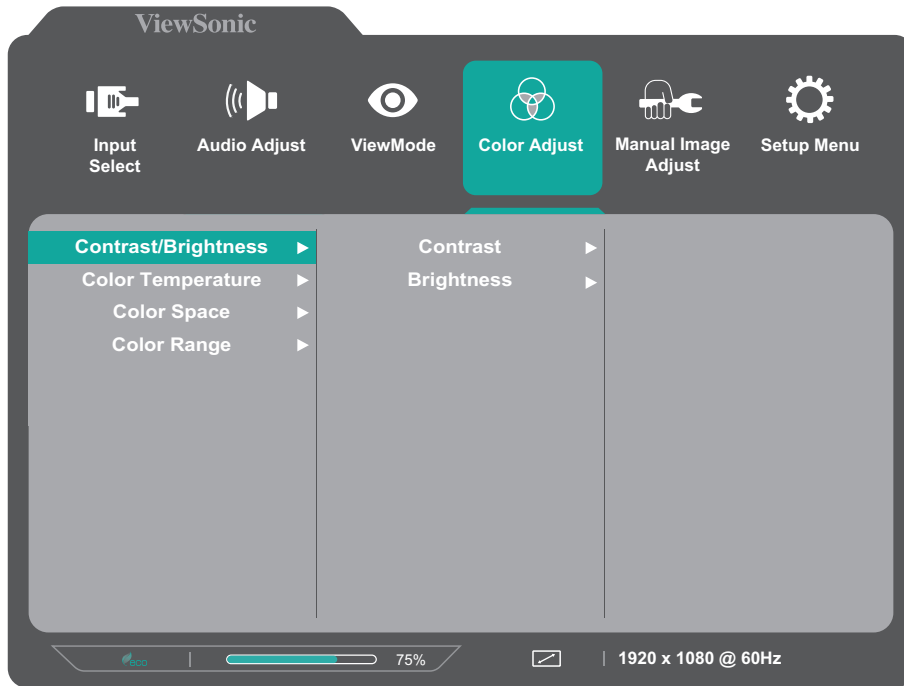 ViewSonic
Input
Select
Audio Adjust
ViewMode
Color Adjust
Manual Image
Adjust
Setup Menu
Contrast/Brightness
Color Temperature
Color Space
Color Range
Contrast
Brightness
eco
75%
1920 x 1080 @ 60Hz